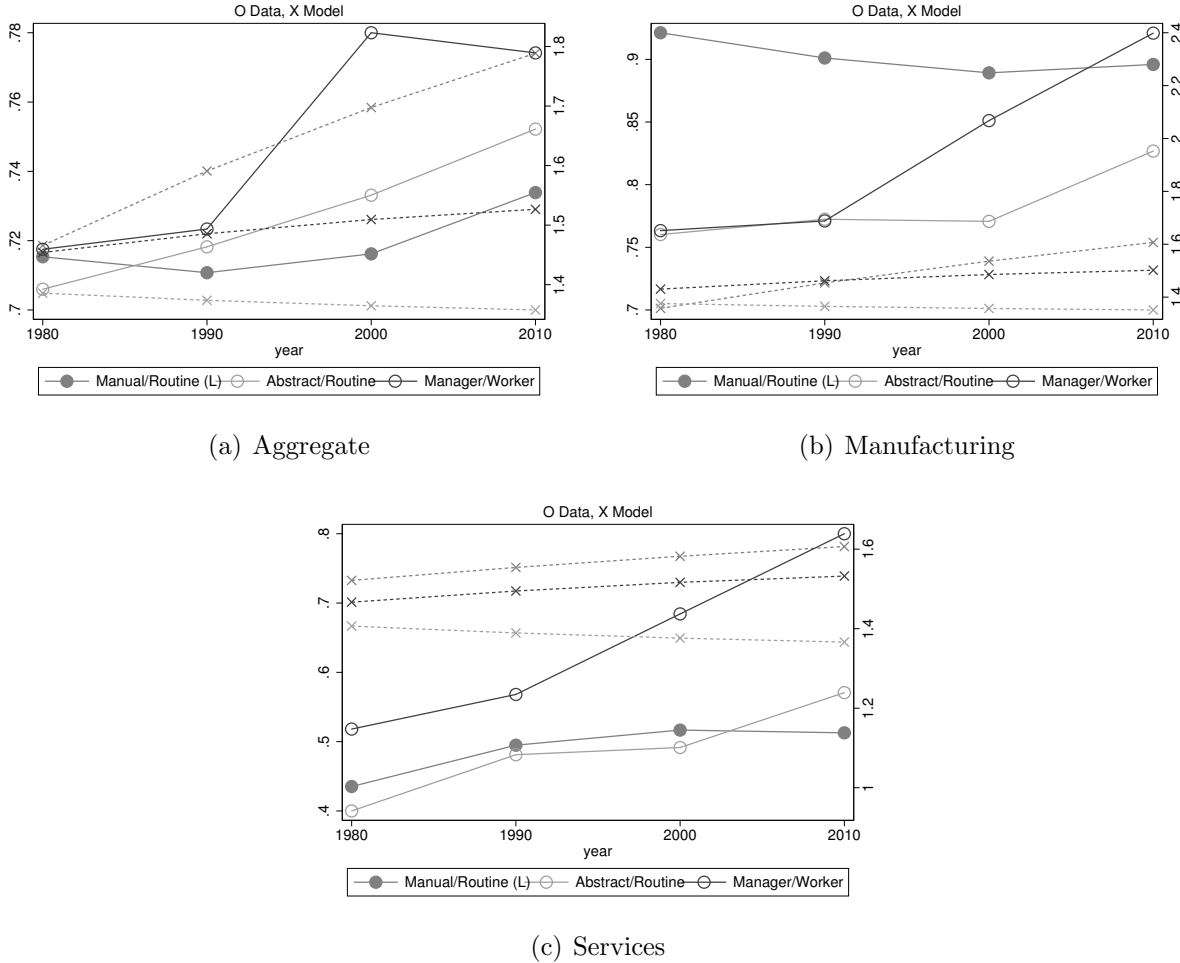 O Data, X Model
.78
.76
.74
.72
.7
1.8
1.7
1.6
1.5
1.4
1980
1990
2000
2010
year
Manual/Routine (L)
Abstract/Routine
Manager/Worker
(a) Aggregate
O Data, X Model
.9
.85
.8
.75
.7
2.4
2.2
2
1.8
1.6
1.4
1980
1990
2000
2010
year
Manual/Routine (L)
Abstract/Routine
Manager/Worker
(b) Manufacturing
O Data, X Model
.8
.7
.6
.5
.4
1.6
1.4
1.2
1
1980
1990
2000
2010
year
Manual/Routine (L)
Abstract/Routine
Manager/Worker
(c) Services